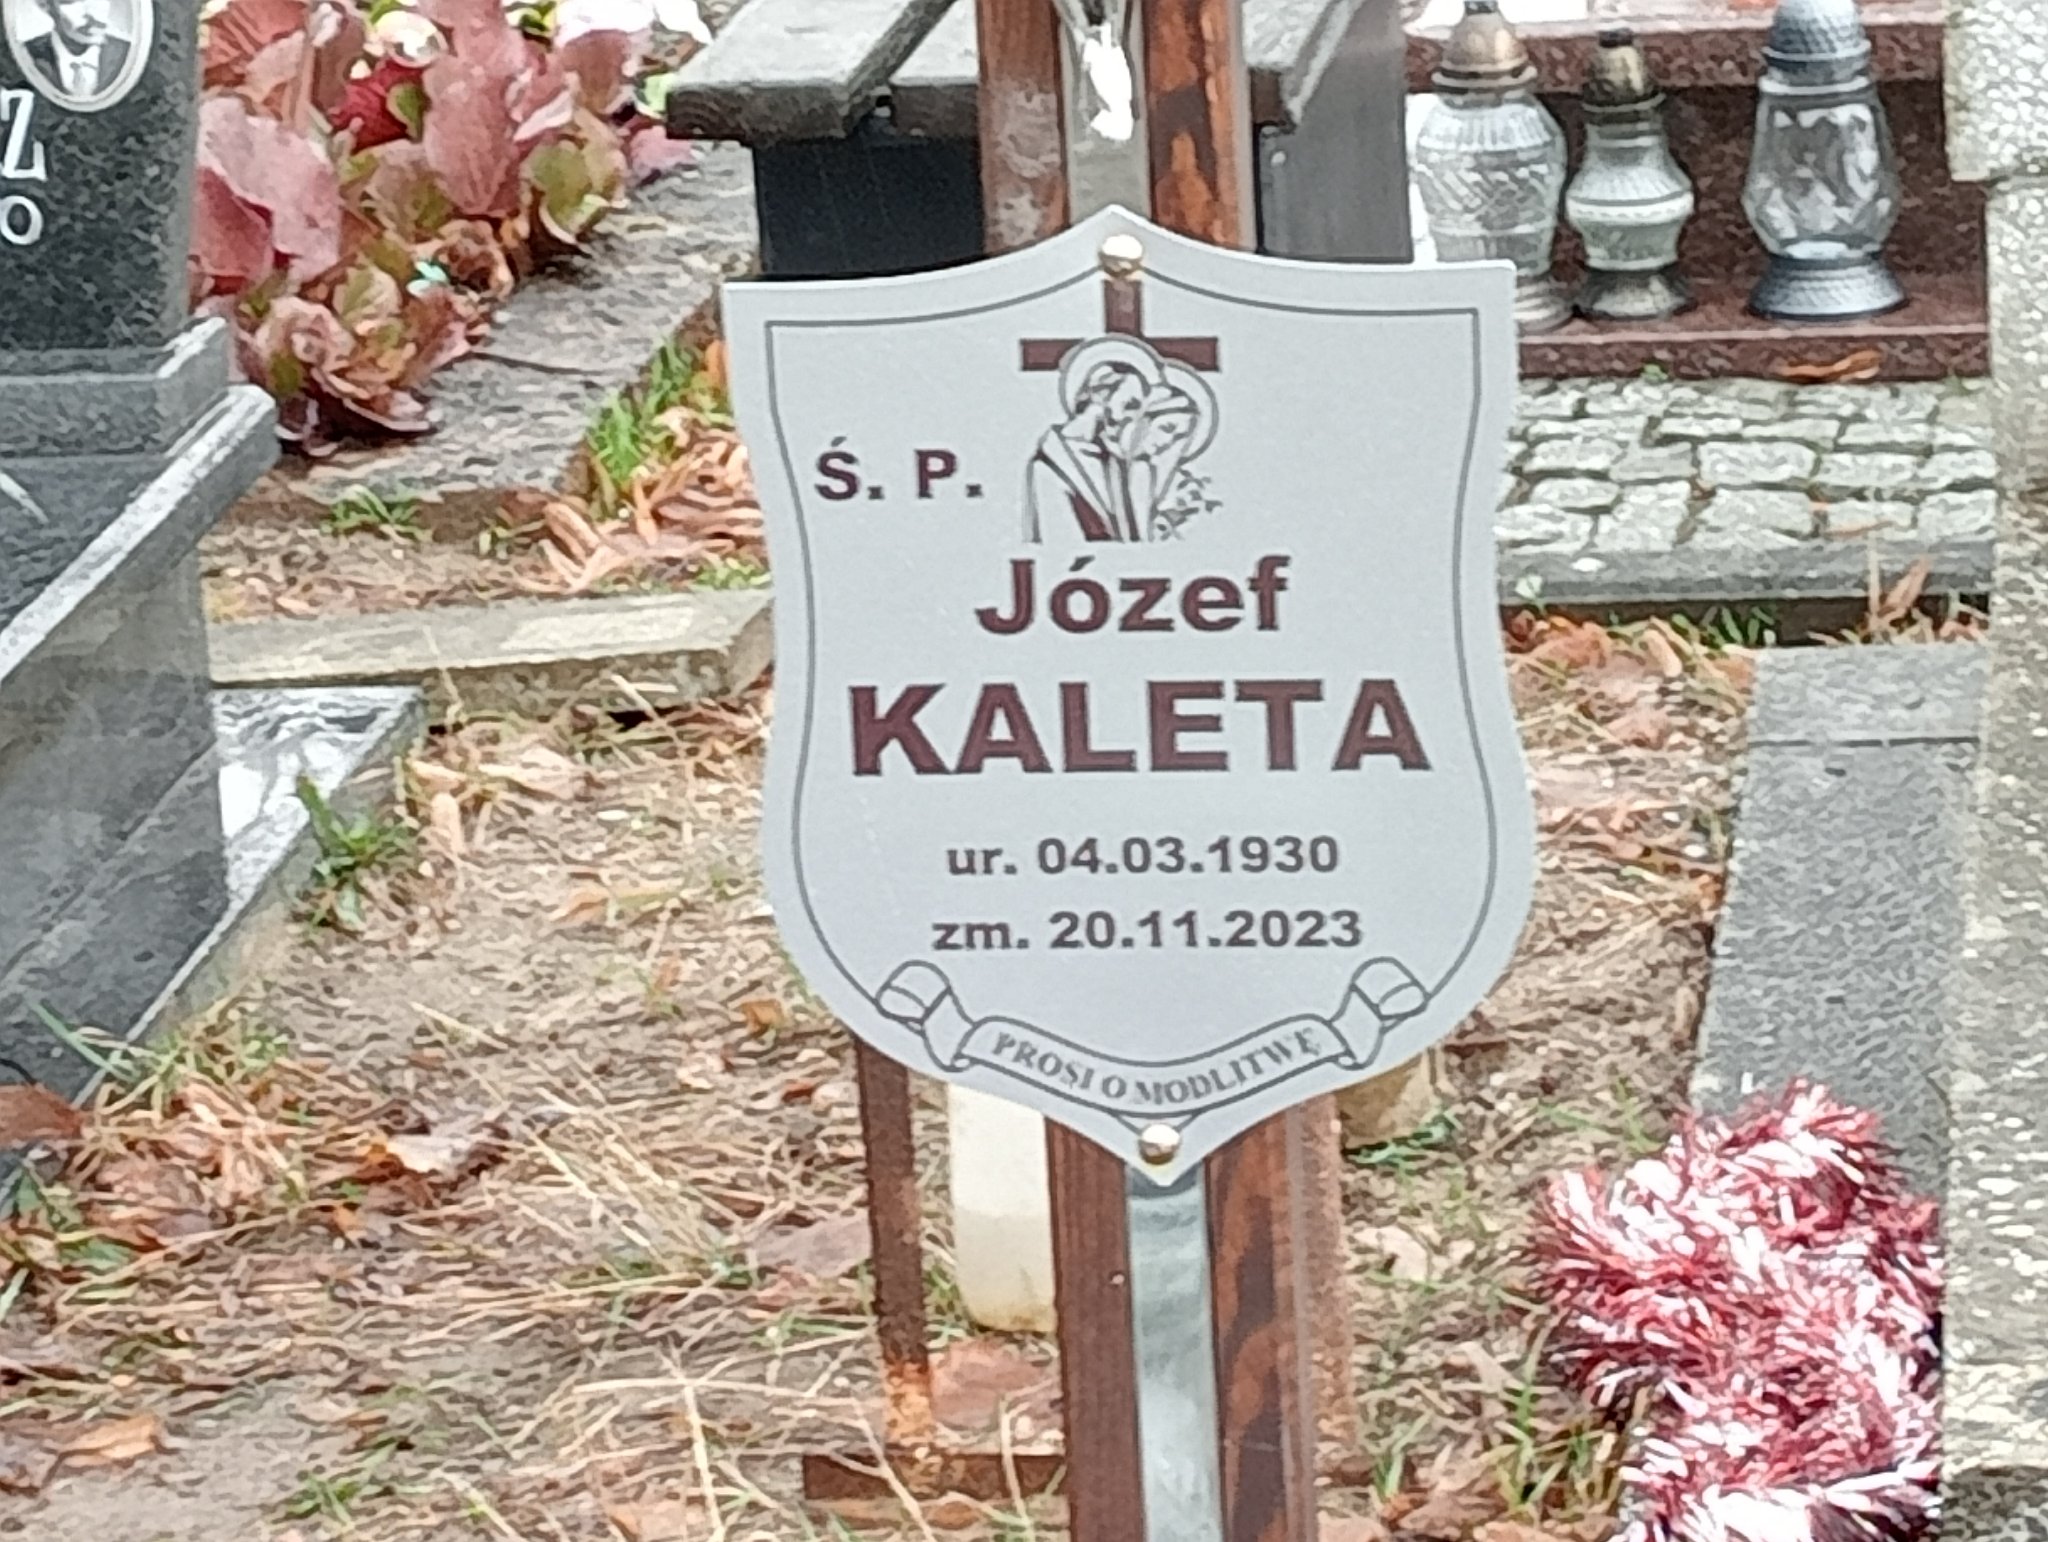 Z
o
Ś. P.
Józef
KALETA
ur. 04.03.1930
zm. 20.11.2023
PROSI O MODLITWĘ